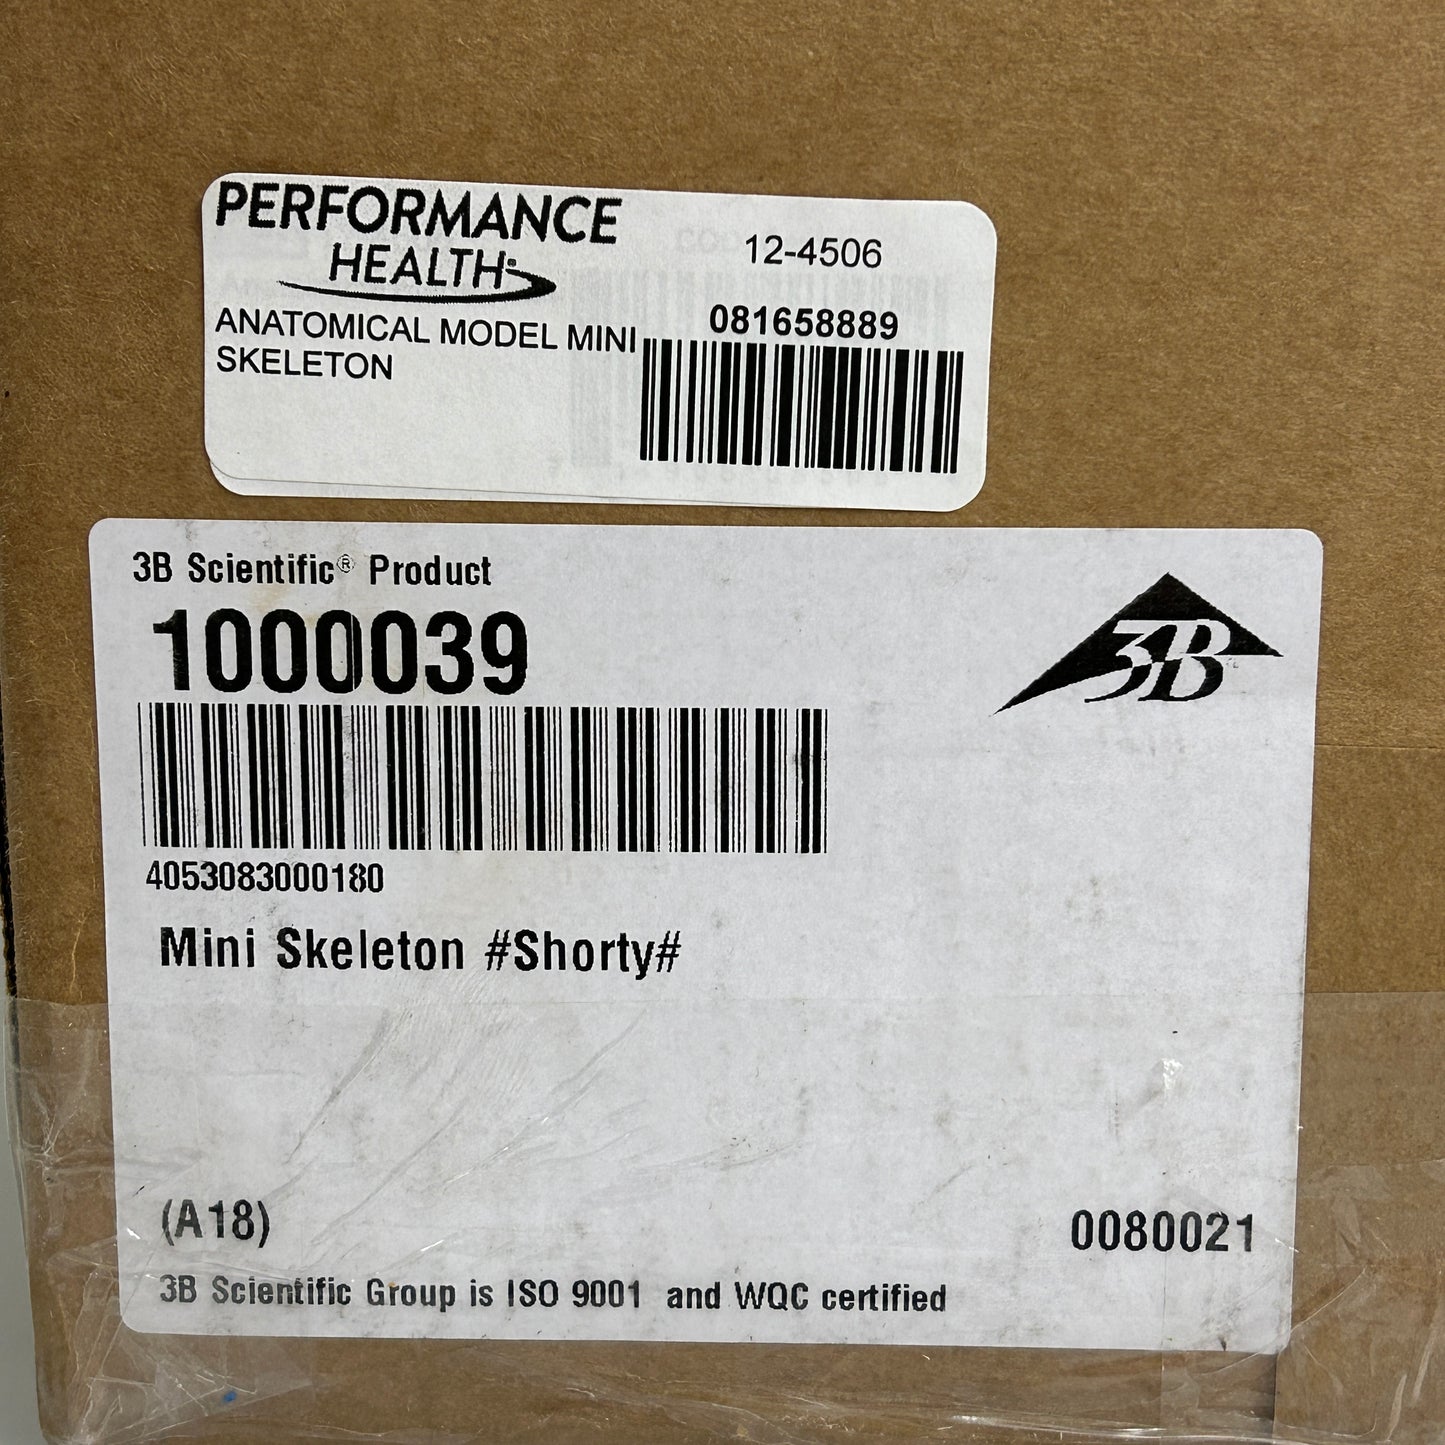 PERFORMANCE
HEALTH
12-4506
ANATOMICAL MODEL MINI
SKELETON
081658889
3B Scientific® Product
1000039
3B
4053083000180
Mini Skeleton #Shorty#
(A18)
0080021
3B Scientific Group is ISO 9001 and WQC certified